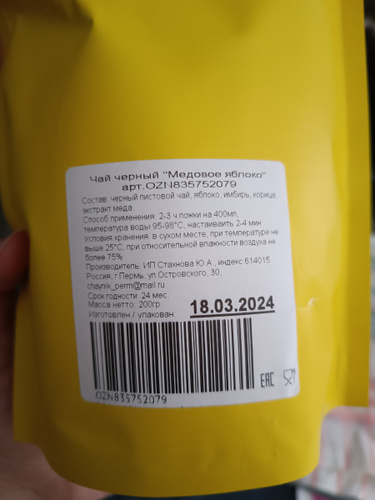 Чай черный "Медовое яблоко"
арт.OZN835752079
Состав: черный листовой чай, яблоко, имбирь, корица,
экстракт меда
Способ применения: 2-3 ч ложки на 400мл,
температура воды 95-98°C, настаивать 2-4 мин
Условия хранения: в сухом месте, при температуре не
выше 25°C. при относительной влажности воздуха не
более 75%
Производитель: ИП Стахнова Ю.А., индекс 614015
Россия, г.Пермь, ул.Островского, 30,
chaynik_perm@mail.ru
Срок годности: 24 мес.
Масса нетто: 200гр
Изготовлен / упакован 18.03.2024
OZN835752079
EAC